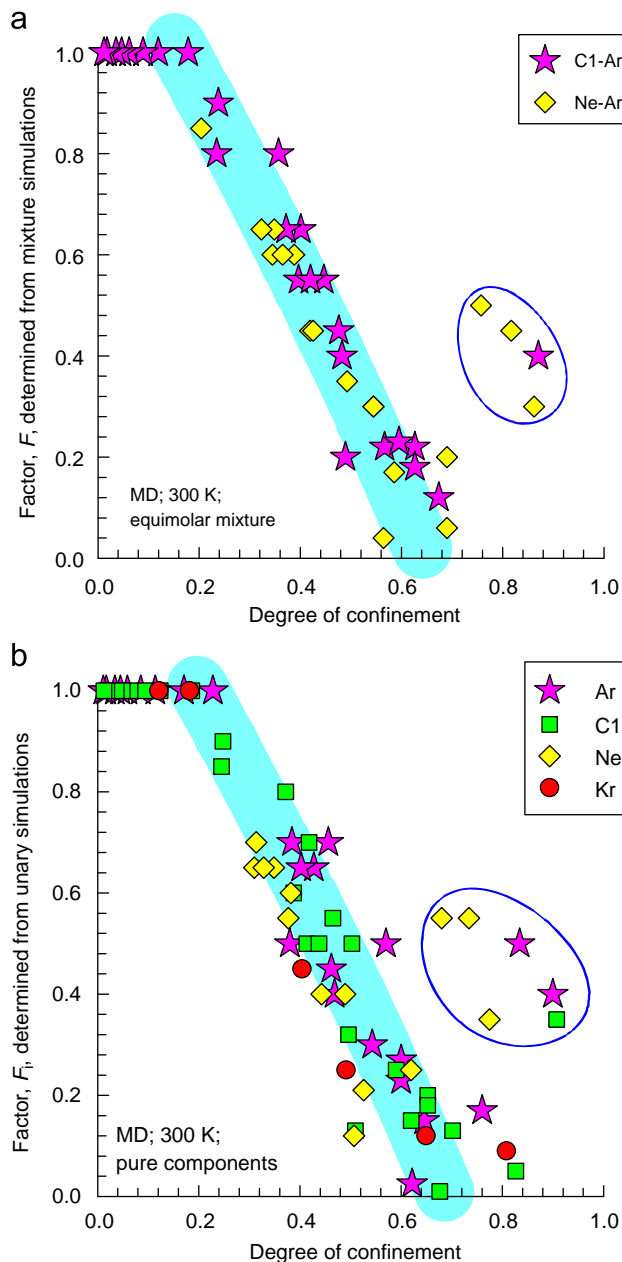 a
1.0
0.8
0.6
0.4
0.2
0.0
Factor, F, determined from mixture simulations
C1-Ar
Ne-Ar
MD; 300 K;
equimolar mixture
0.0 0.2 0.4 0.6 0.8 1.0
Degree of confinement
b
1.0
0.8
0.6
0.4
0.2
0.0
Factor, Fi, determined from unary simulations
Ar
C1
Ne
Kr
MD; 300 K;
pure components
0.0 0.2 0.4 0.6 0.8 1.0
Degree of confinement